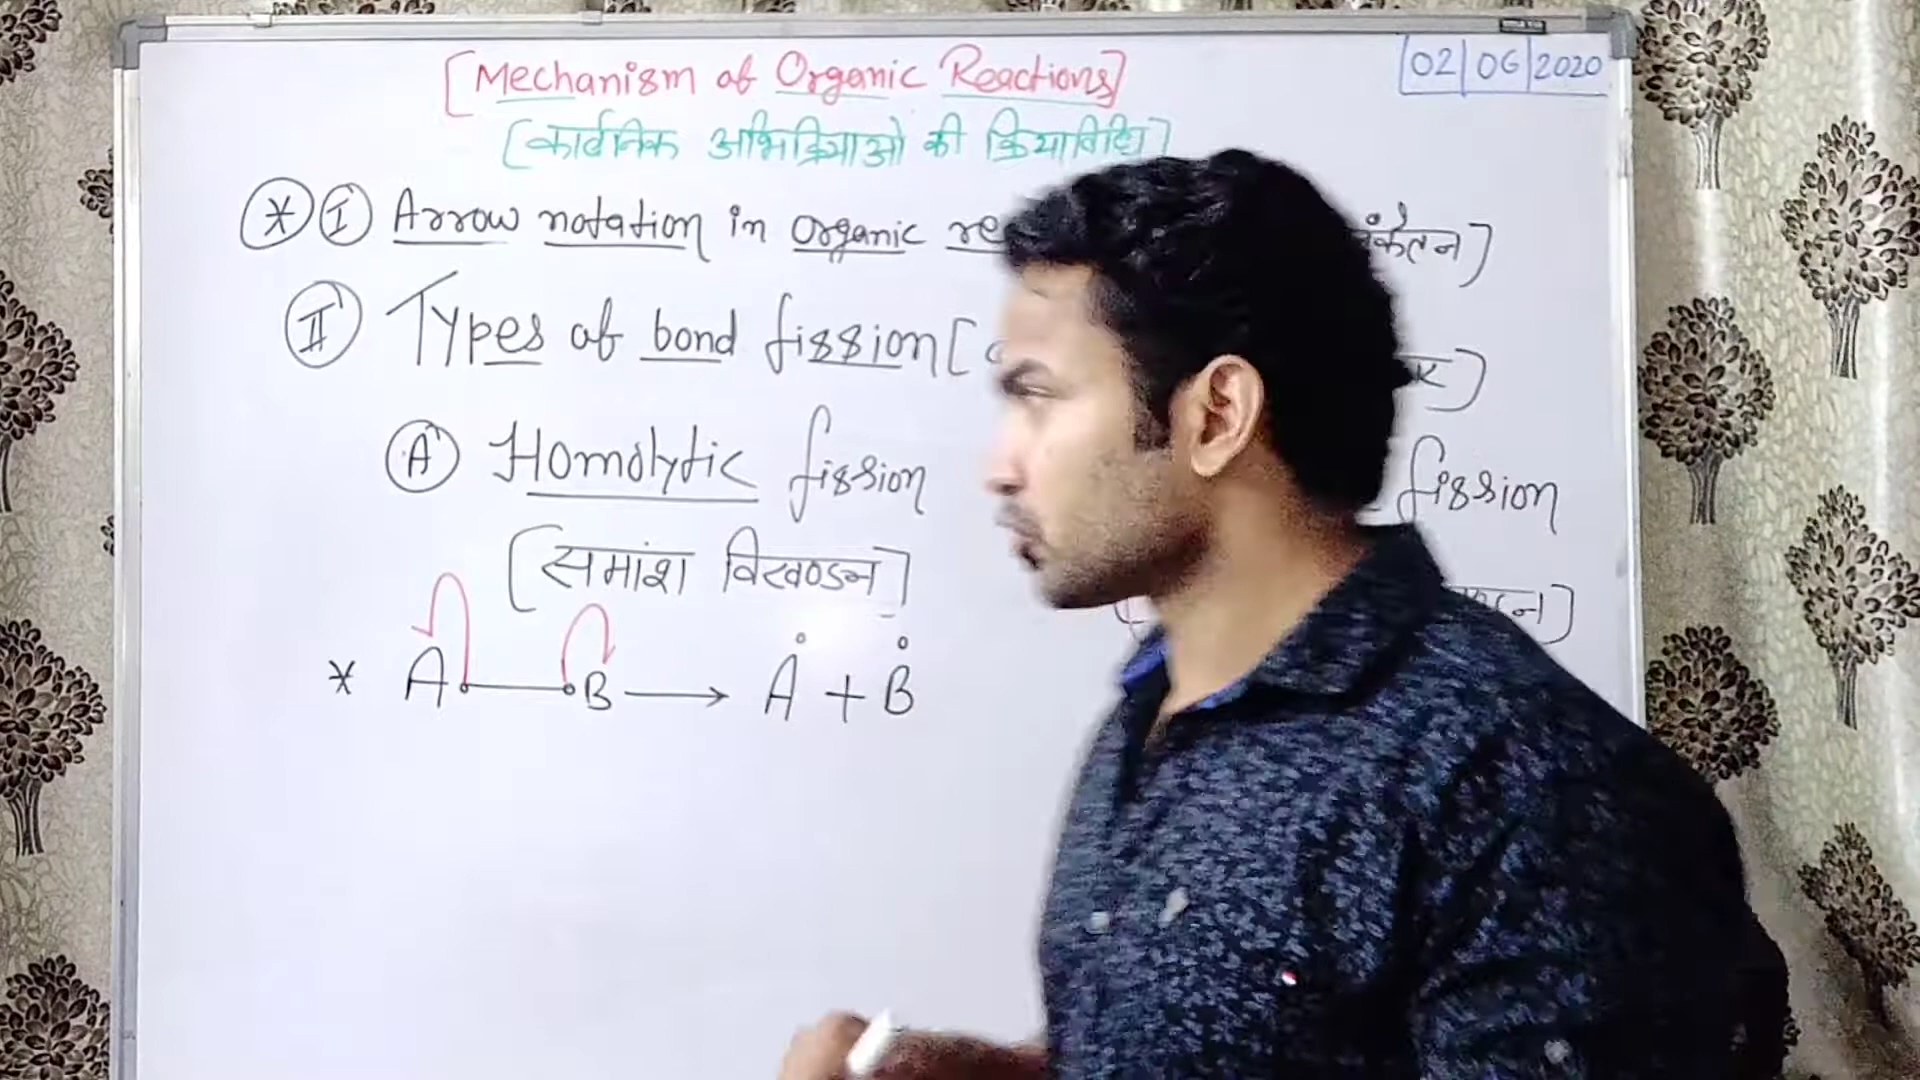 [Mechanism of Organic Reactions]
02|06|2020
[कार्बनिक अभिक्रियाओ की क्रियाविधि]
* I Arrow notation in organic re
II Types of bond fission [
A Homolytic fission
fission
[समांश विखण्डन]
* A—B → A• + B•